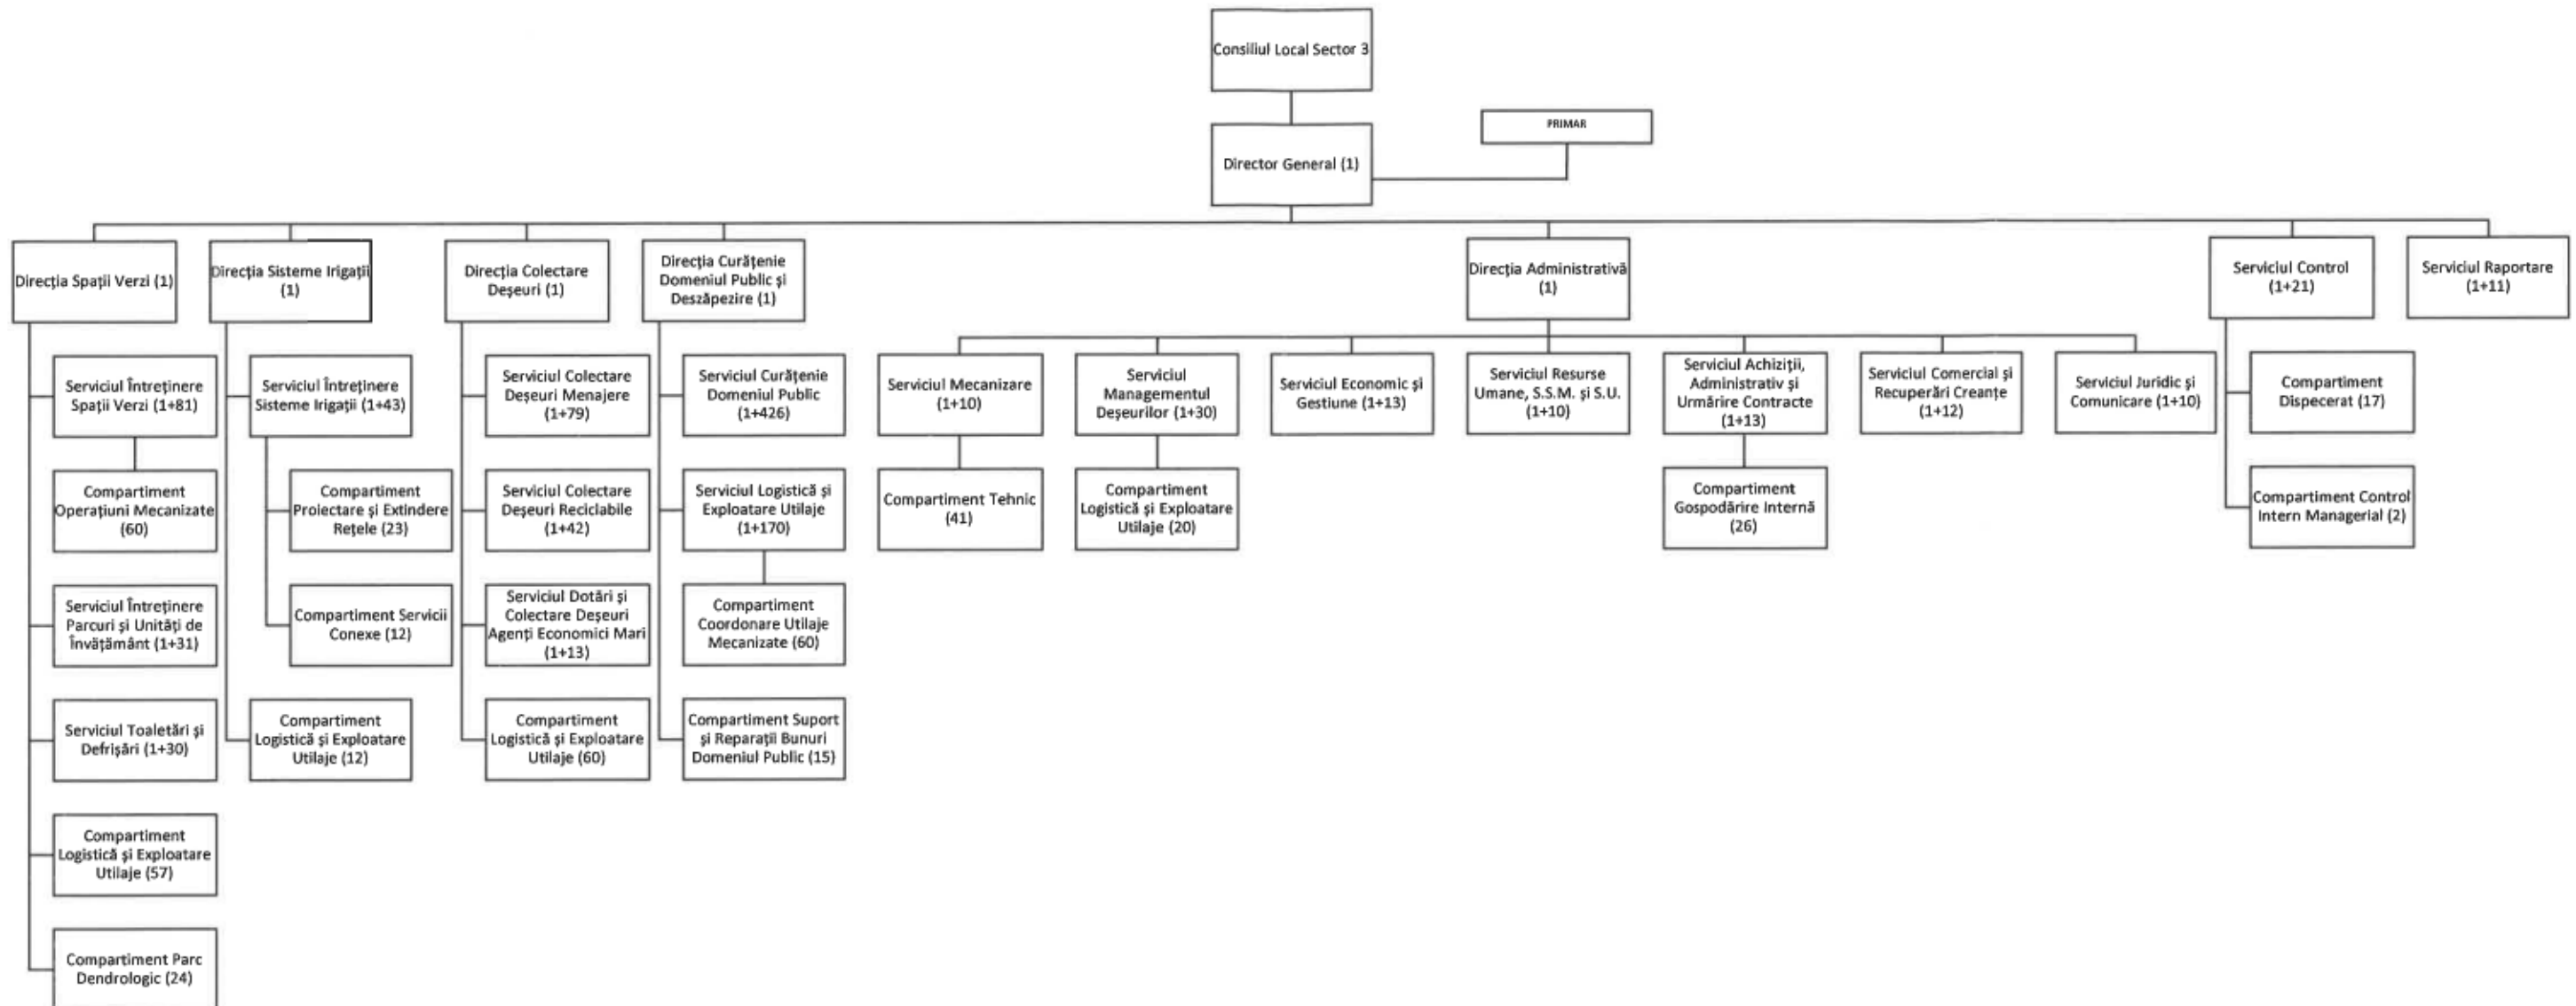 Consiliul Local Sector 3
PRIMAR
Director General (1)
Direcția Spații Verzi (1)
Direcția Sisteme Irigații
(1)
Direcția Colectare
Deșeuri (1)
Direcția Curățenie
Domeniul Public și
Deszăpezire (1)
Direcția Administrativă
(1)
Serviciul Control
(1+21)
Serviciul Raportare
(1+11)
Serviciul Întreținere
Spații Verzi (1+81)
Compartiment
Operațiuni Mecanizate
(60)
Serviciul Întreținere
Parcuri și Unități de
Învățământ (1+31)
Serviciul Toaletări și
Defrișări (1+30)
Compartiment
Logistică și Exploatare
Utilaje (57)
Compartiment Parc
Dendrologic (24)
Serviciul Întreținere
Sisteme Irigații (1+43)
Compartiment
Proiectare și Extindere
Rețele (23)
Compartiment Servicii
Conexe (12)
Compartiment
Logistică și Exploatare
Utilaje (12)
Serviciul Colectare
Deșeuri Menajere
(1+79)
Serviciul Colectare
Deșeuri Reciclabile
(1+42)
Serviciul Dotări și
Colectare Deșeuri
Agenți Economici Mari
(1+13)
Compartiment
Logistică și Exploatare
Utilaje (60)
Serviciul Curățenie
Domeniul Public
(1+426)
Serviciul Logistică și
Exploatare Utilaje
(1+170)
Compartiment
Coordonare Utilaje
Mecanizate (60)
Compartiment Suport
și Reparații Bunuri
Domeniul Public (15)
Serviciul Mecanizare
(1+10)
Compartiment Tehnic
(41)
Serviciul
Managementul
Deșeurilor (1+30)
Compartiment
Logistică și Exploatare
Utilaje (20)
Serviciul Economic și
Gestiune (1+13)
Serviciul Resurse
Umane, S.S.M. și S.U.
(1+10)
Serviciul Achiziții,
Administrativ și
Urmărire Contracte
(1+13)
Compartiment
Gospodărire Internă
(26)
Serviciul Comercial și
Recuperări Creanțe
(1+12)
Serviciul Juridic și
Comunicare (1+10)
Compartiment
Dispecerat (17)
Compartiment Control
Intern Managerial (2)